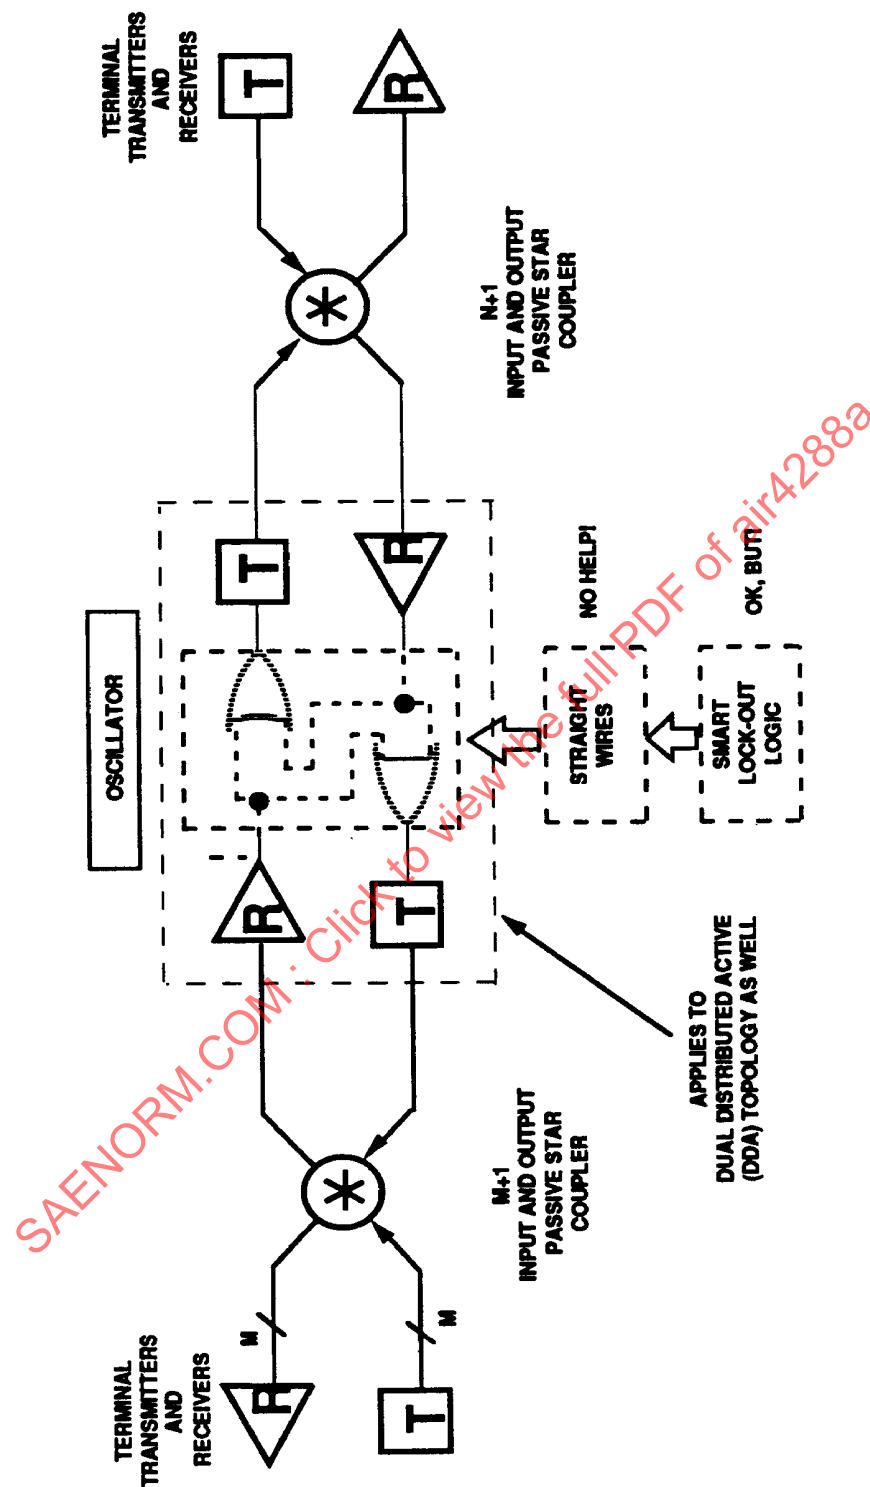 OSCILLATOR
TERMINAL
TRANSMITTERS
AND
RECEIVERS
R
M
T
M
M+1
INPUT AND OUTPUT
PASSIVE STAR
COUPLER
R
T
T
R
N+1
INPUT AND OUTPUT
PASSIVE STAR
COUPLER
TERMINAL
TRANSMITTERS
AND
RECEIVERS
T
R
STRAIGHT
WIRES
NO HELP!
SMART
LOCK-OUT
LOGIC
OK, BUT!
APPLIES TO
DUAL DISTRIBUTED ACTIVE
(DDA) TOPOLOGY AS WELL
SAENORM.COM : Click to view the full PDF of air4288a